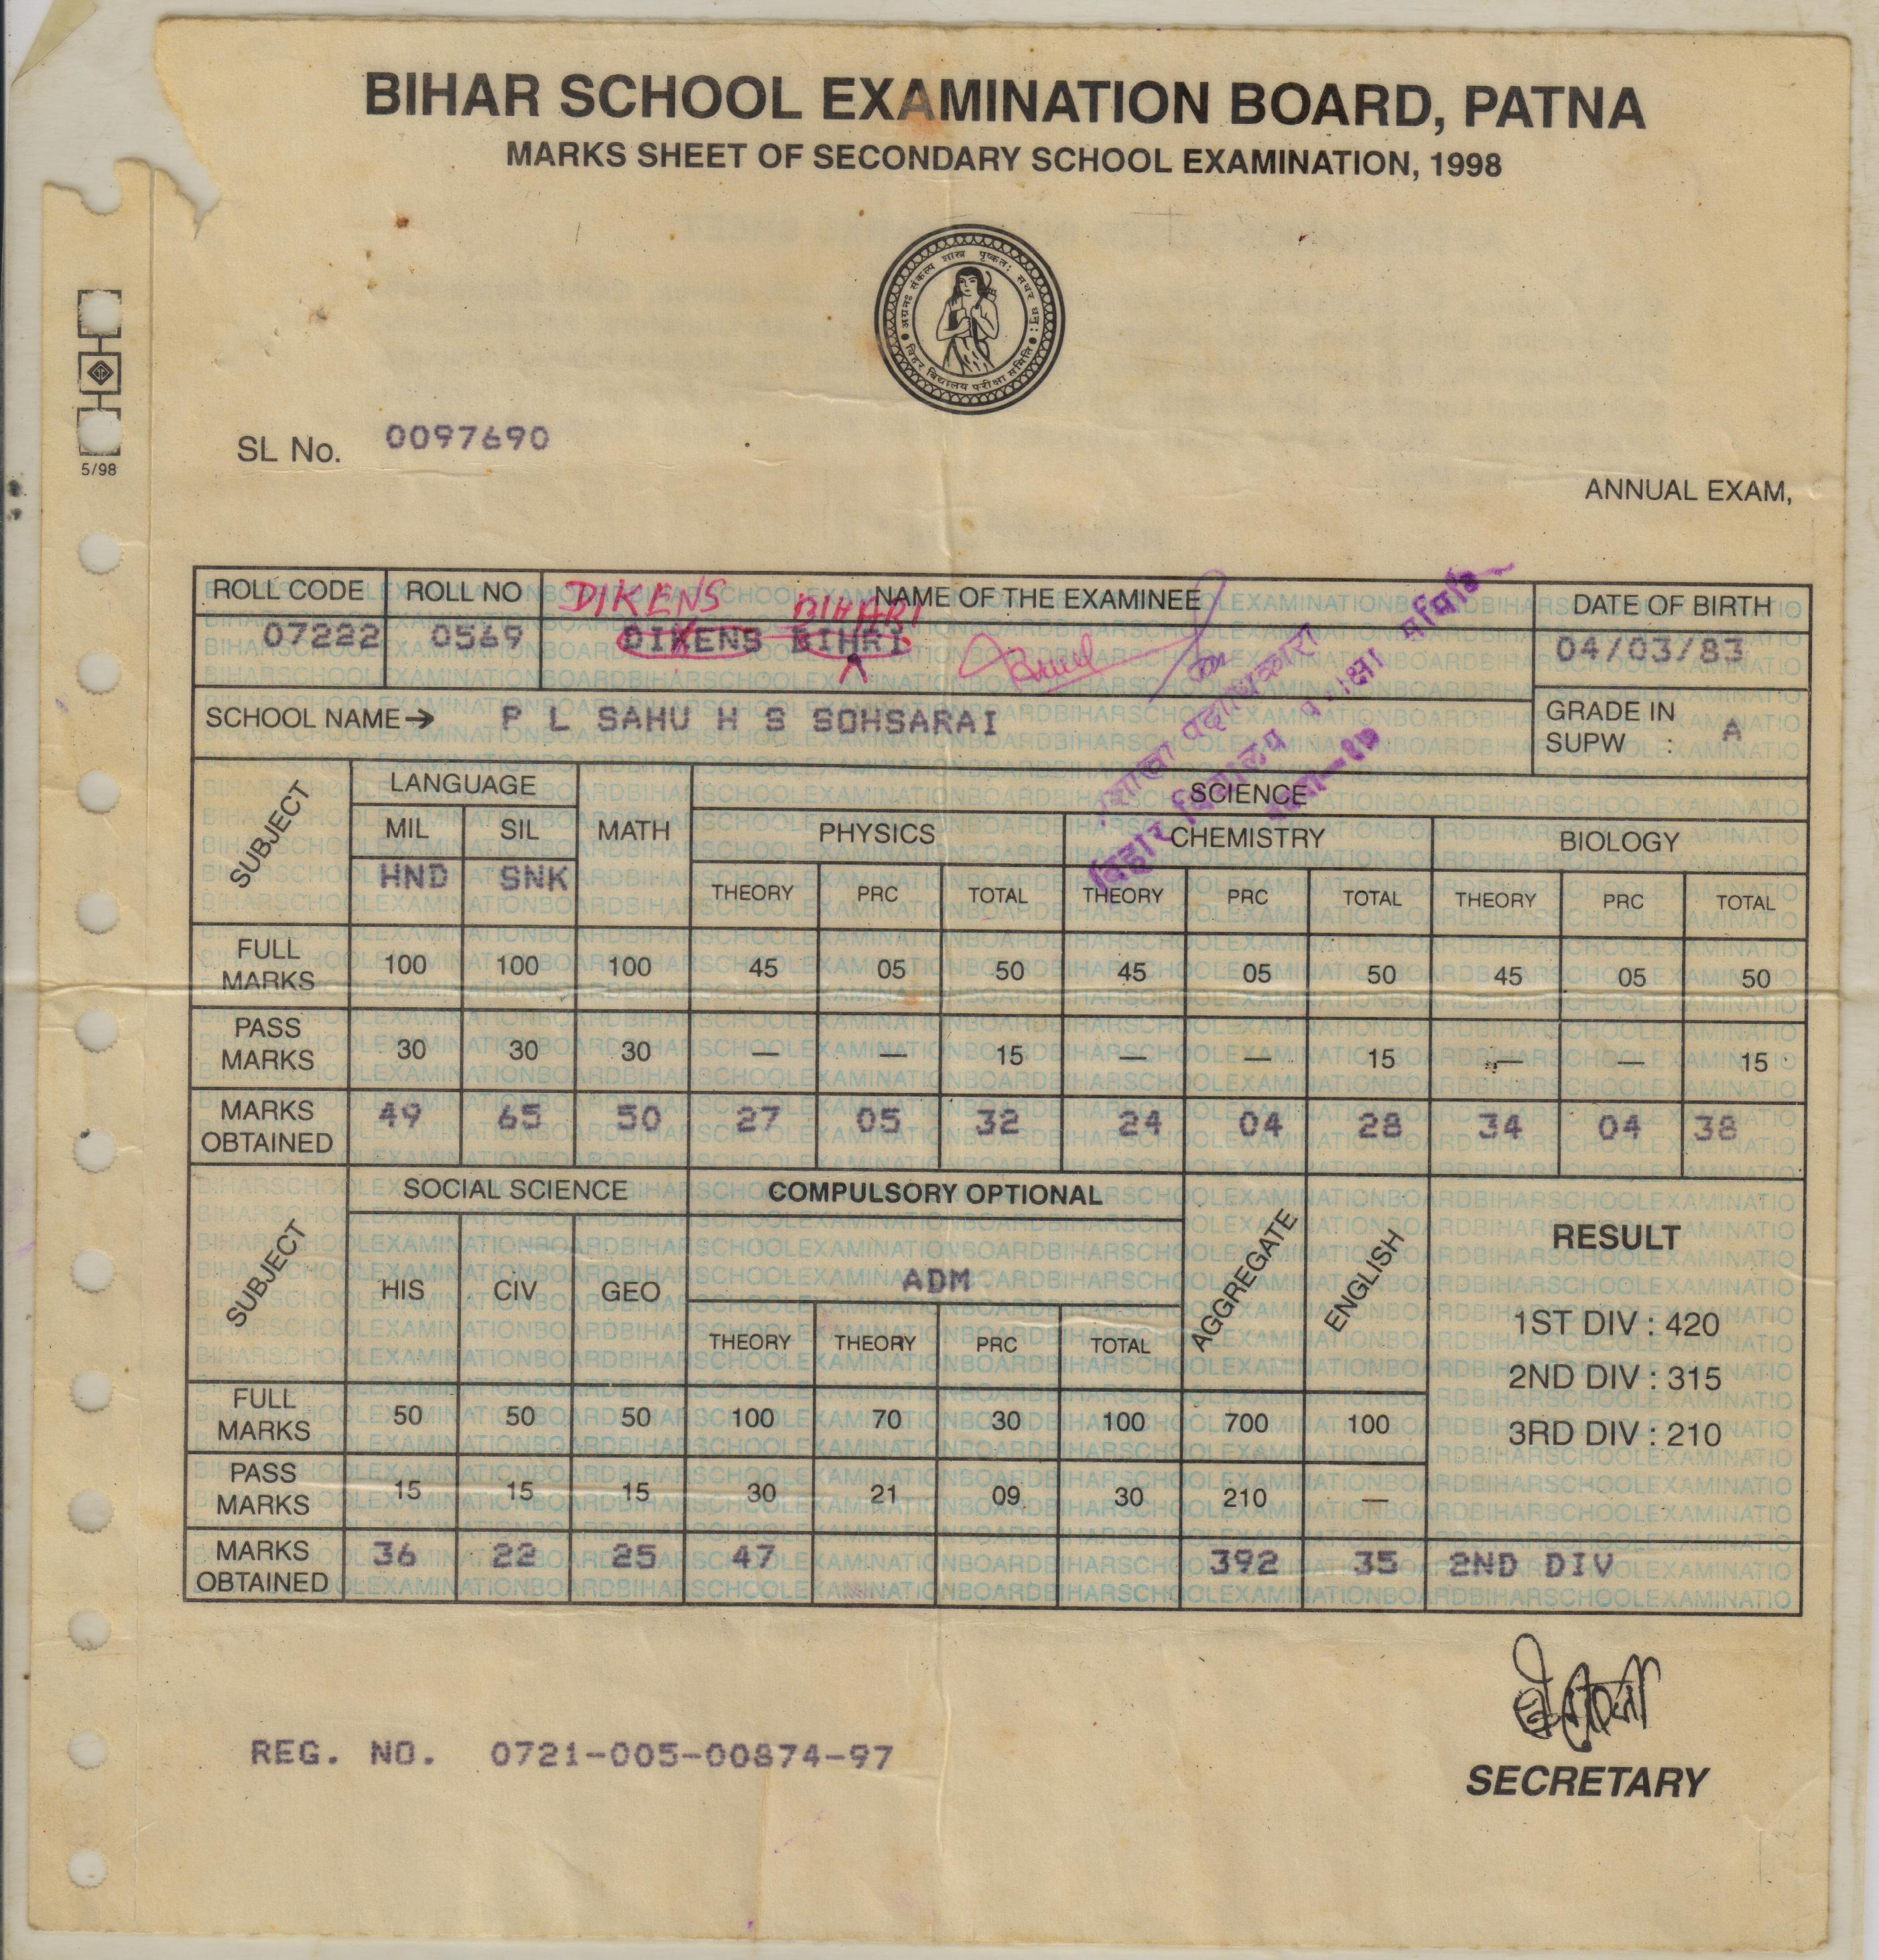 BIHAR SCHOOL EXAMINATION BOARD, PATNA
MARKS SHEET OF SECONDARY SCHOOL EXAMINATION, 1998
बिहार विद्यालय परीक्षा समिति
5/98
SL No. 0097690
ANNUAL EXAM,
ROLL CODE ROLL NO NAME OF THE EXAMINEE DATE OF BIRTH
DIKENS BIHARI
07222 0569 DIKENS BIHRI 04/03/83
SCHOOL NAME→ P L SAHU H S SOHSARAI
GRADE IN SUPW : A
SUBJECT LANGUAGE MATH SCIENCE
MIL SIL PHYSICS CHEMISTRY BIOLOGY
HND SNK THEORY PRC TOTAL THEORY PRC TOTAL THEORY PRC TOTAL
FULL MARKS 100 100 100 45 05 50 45 05 50 45 05 50
PASS MARKS 30 30 30 — — 15 — — 15 — — 15
MARKS OBTAINED 49 65 50 27 05 32 24 04 28 34 04 38
SUBJECT SOCIAL SCIENCE COMPULSORY OPTIONAL AGGREGATE ENGLISH RESULT
HIS CIV GEO ADM
THEORY THEORY PRC TOTAL
1ST DIV : 420
2ND DIV : 315
3RD DIV : 210
FULL MARKS 50 50 50 100 70 30 100 700 100
PASS MARKS 15 15 15 30 21 09 30 210 —
MARKS OBTAINED 36 22 25 47 392 35 2ND DIV
REG. NO. 0721-005-00874-97
SECRETARY